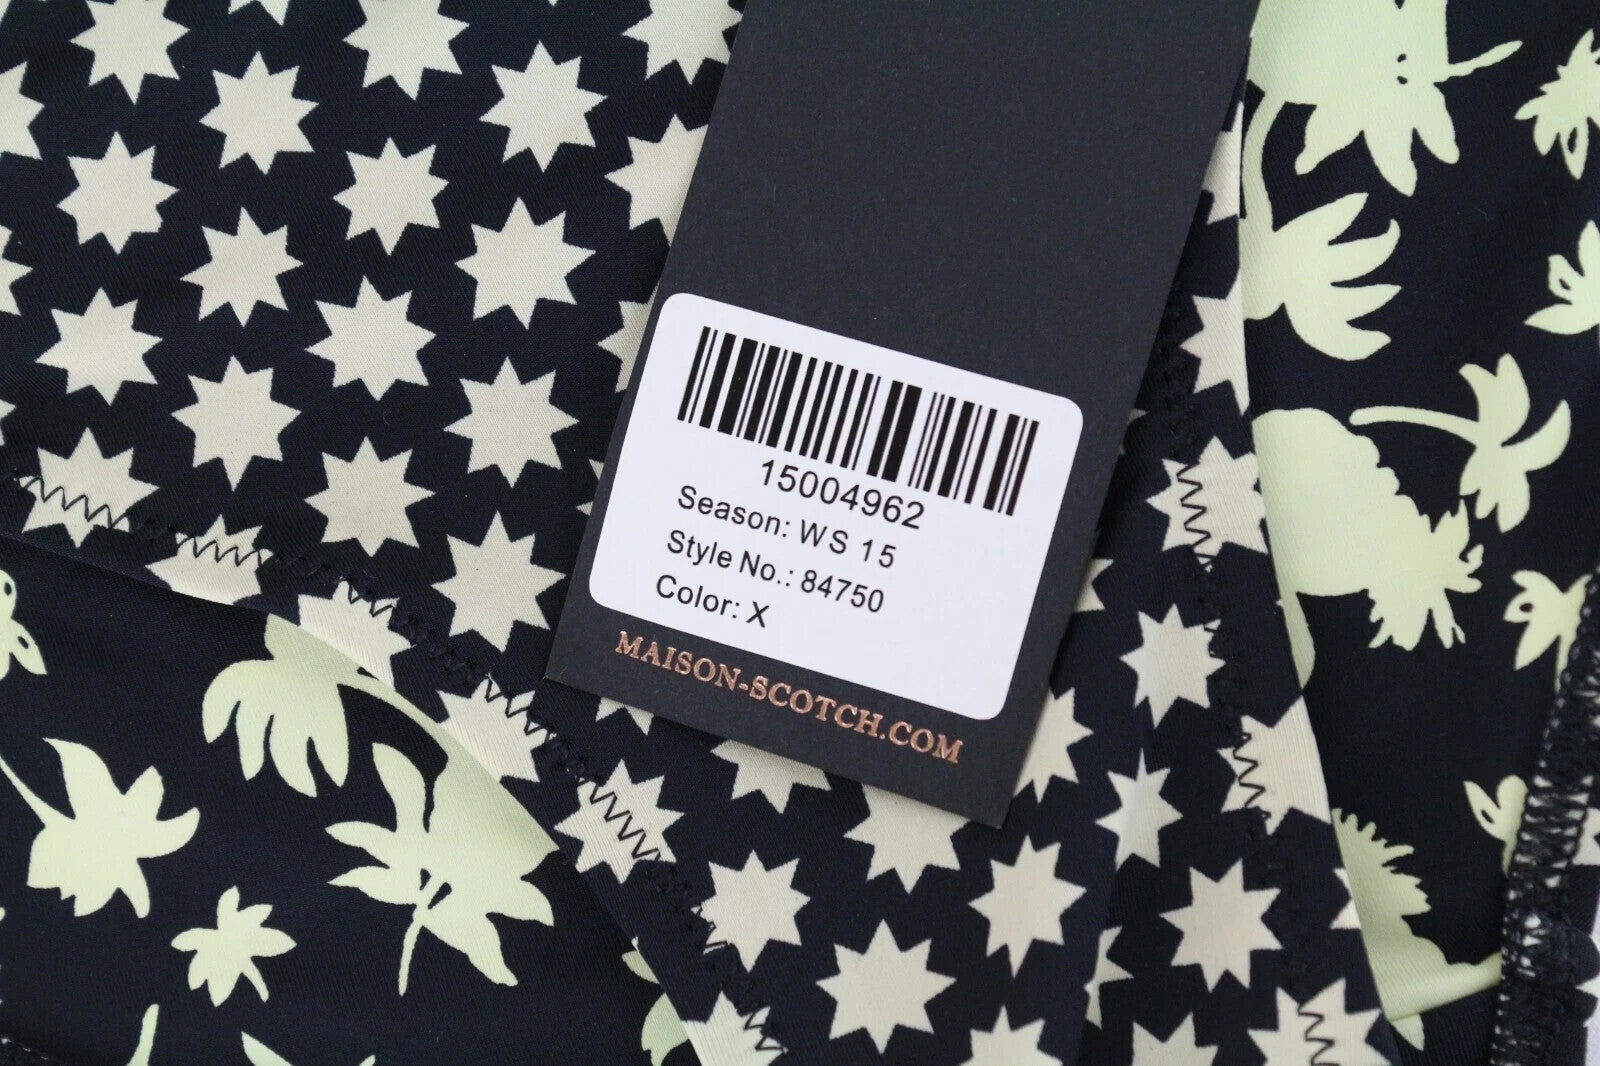 15004962
Season: WS 15
Style No.: 84750
Color: X
MAISON-SCOTCH.COM